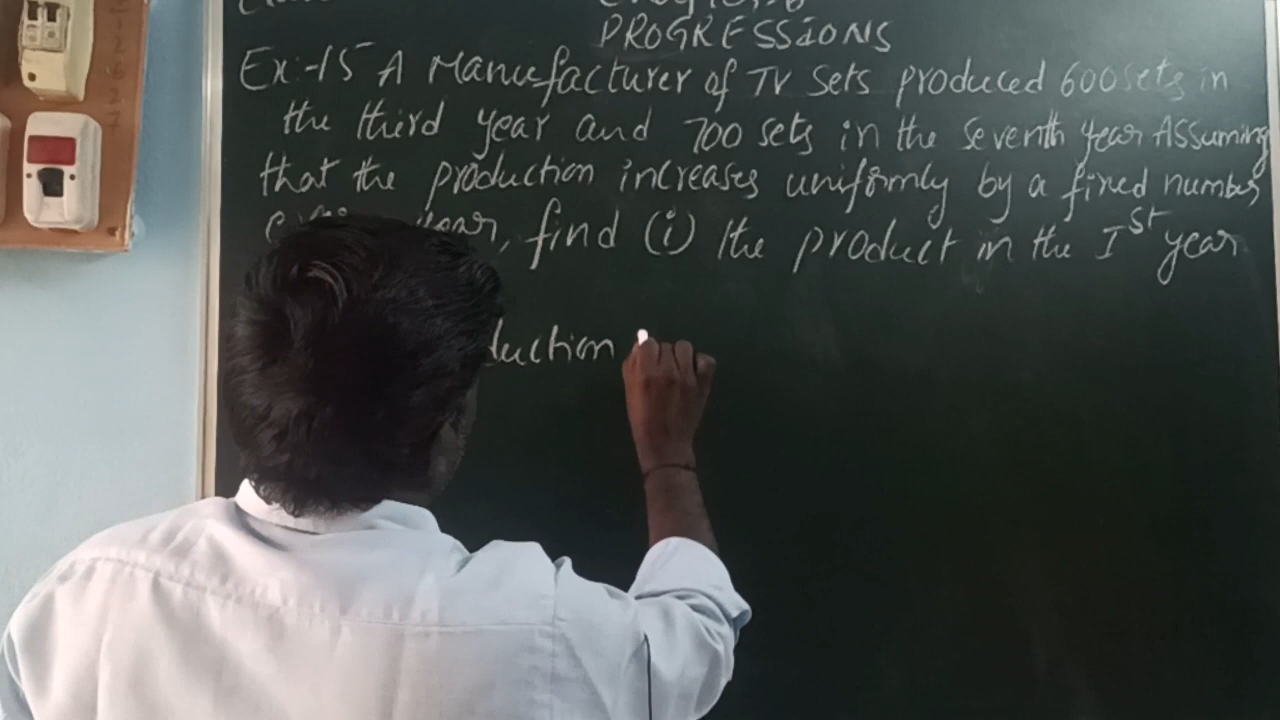 PROGRESSIONS
Ex:-15 A Manufacturer of TV Sets produced 600 sets in
the third year and 700 sets in the Seventh year Assuming
that the production increases uniformly by a fixed number
year, find (i) the product in the Ist year
duction